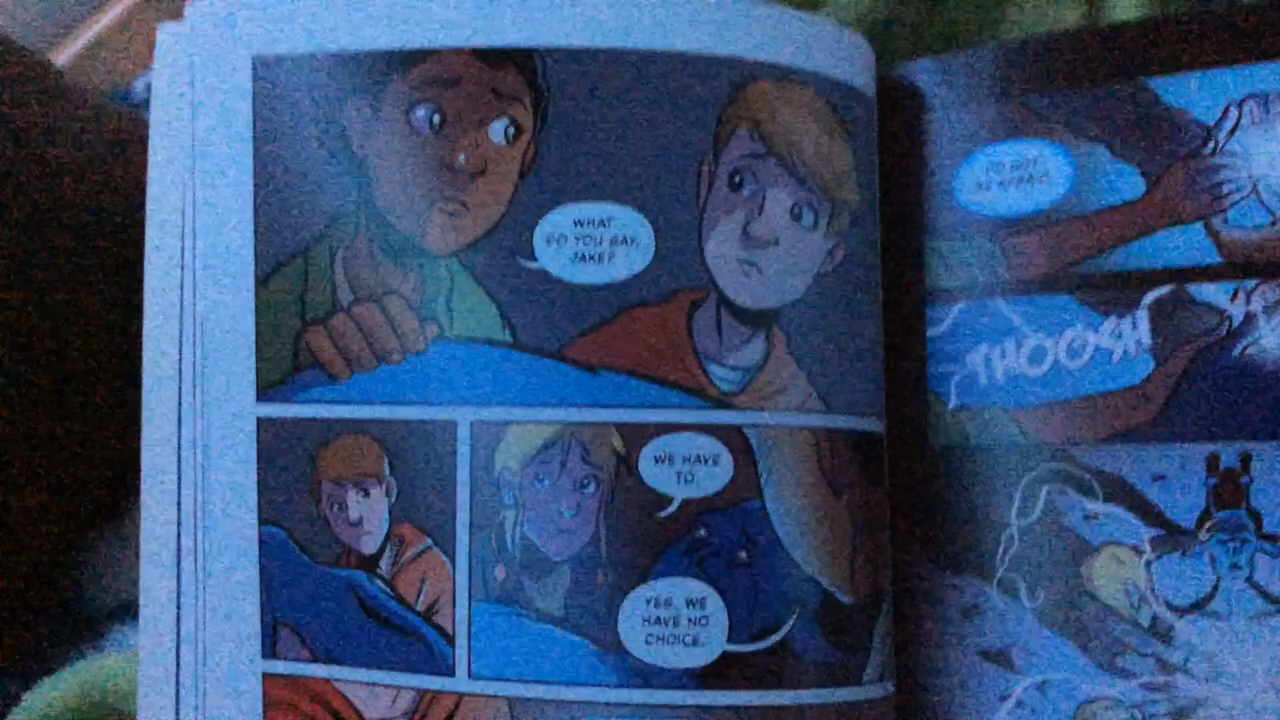 WHAT
DO YOU SAY,
JAKE?
WE HAVE
TO.
YES. WE
HAVE NO
CHOICE.
THOOSH